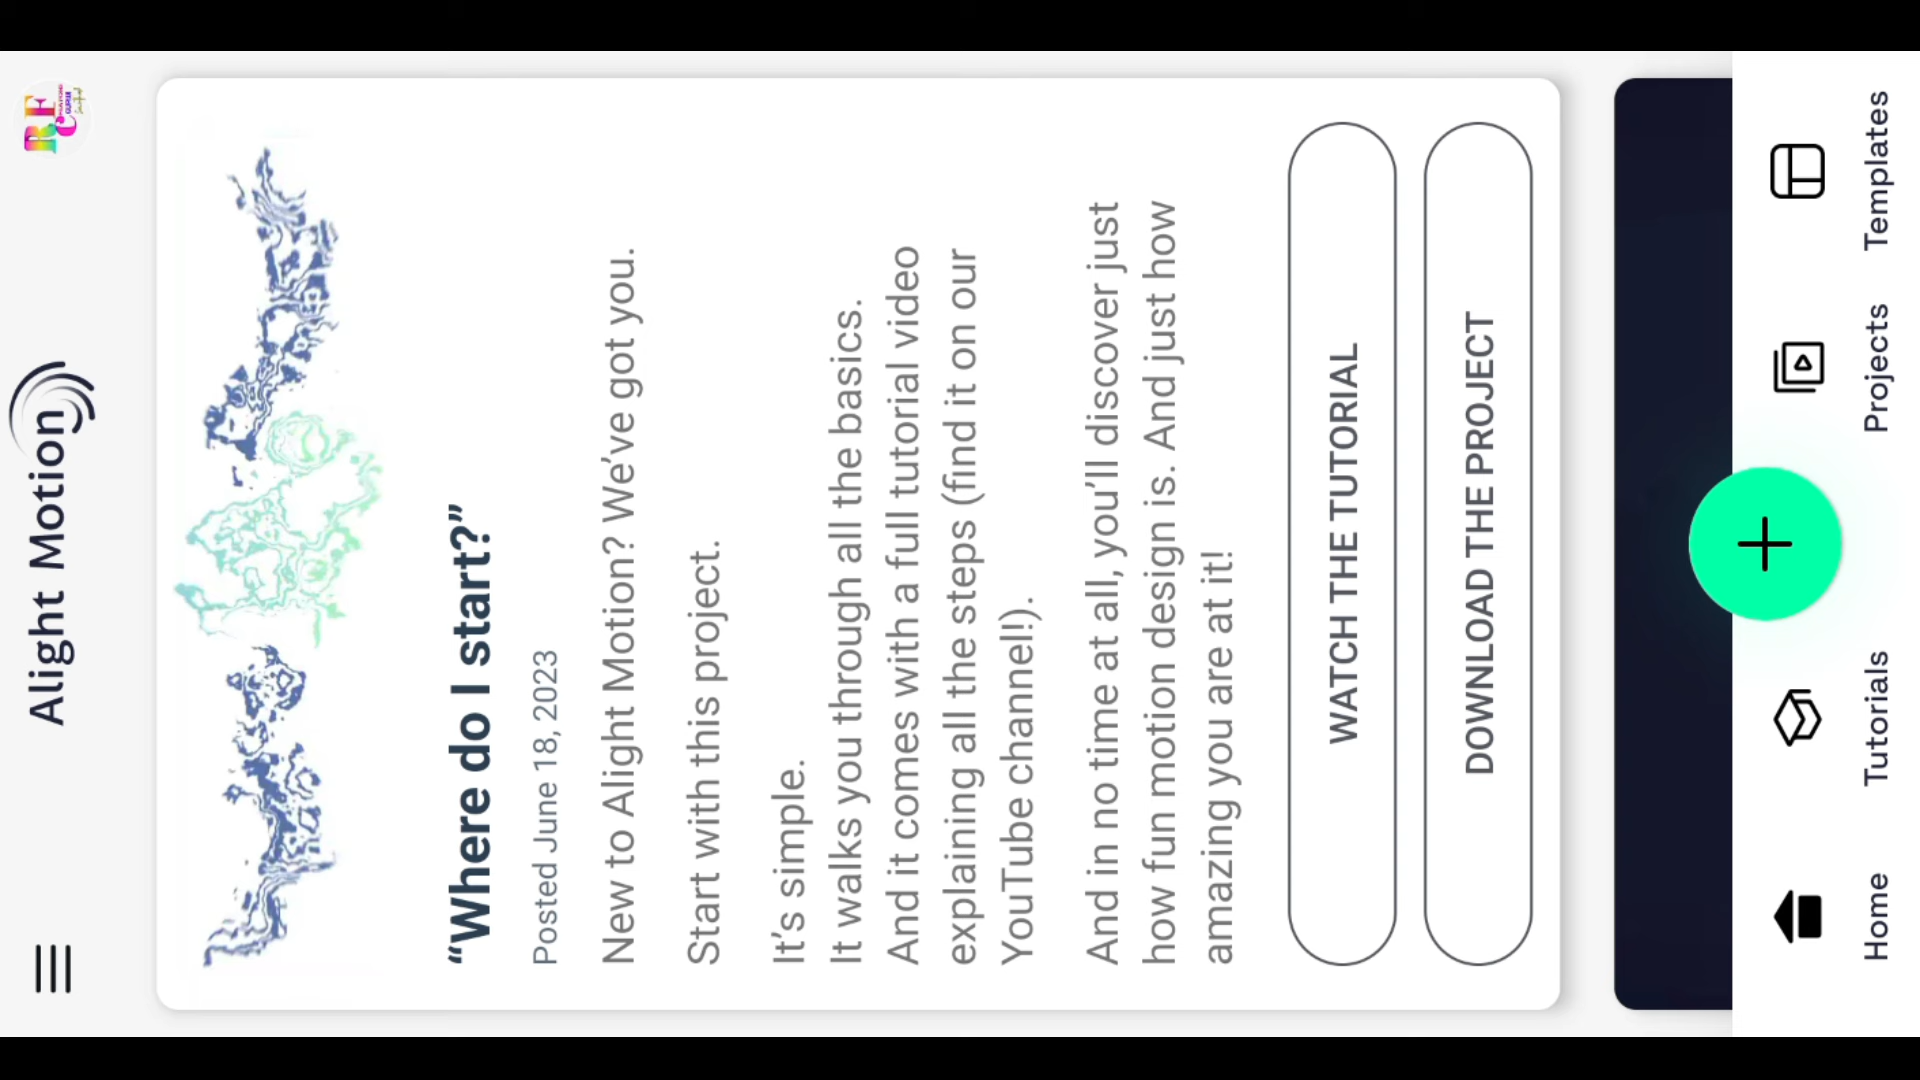 Alight Motion
“Where do I start?”
Posted June 18, 2023
New to Alight Motion? We’ve got you.
Start with this project.
It’s simple.
It walks you through all the basics.
And it comes with a full tutorial video
explaining all the steps (find it on our
YouTube channel!).
And in no time at all, you’ll discover just
how fun motion design is. And just how
amazing you are at it!
WATCH THE TUTORIAL
DOWNLOAD THE PROJECT
Home
Tutorials
Projects
Templates